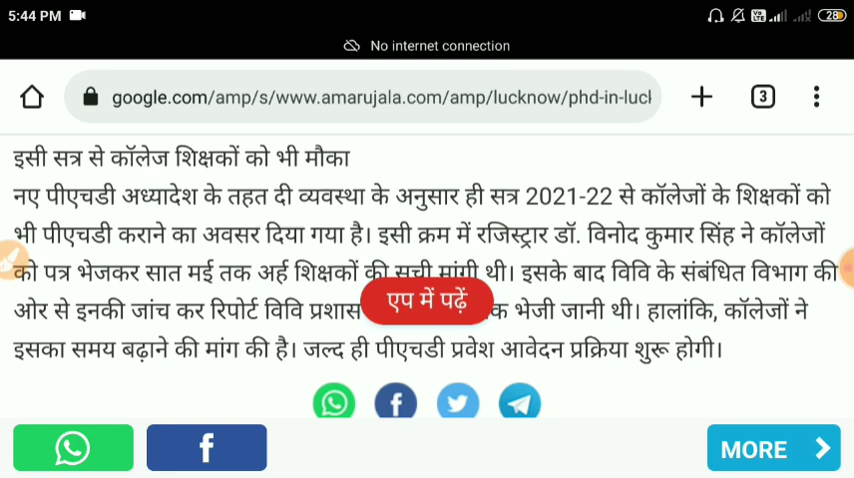 5:44 PM
28
No internet connection
google.com/amp/s/www.amarujala.com/amp/lucknow/phd-in-luc
3
इसी सत्र से कॉलेज शिक्षकों को भी मौका
नए पीएचडी अध्यादेश के तहत दी व्यवस्था के अनुसार ही सत्र 2021-22 से कॉलेजों के शिक्षकों को
भी पीएचडी कराने का अवसर दिया गया है। इसी क्रम में रजिस्ट्रार डॉ. विनोद कुमार सिंह ने कॉलेजों
को पत्र भेजकर सात मई तक अर्ह शिक्षकों की सूची मांगी थी। इसके बाद विवि के संबंधित विभाग की
एप में पढ़ें
ओर से इनकी जांच कर रिपोर्ट विवि भेजी जानी थी। हालांकि, कॉलेजों ने
इसका समय बढ़ाने की मांग की है। जल्द ही पीएचडी प्रवेश आवेदन प्रक्रिया शुरू होगी।
MORE